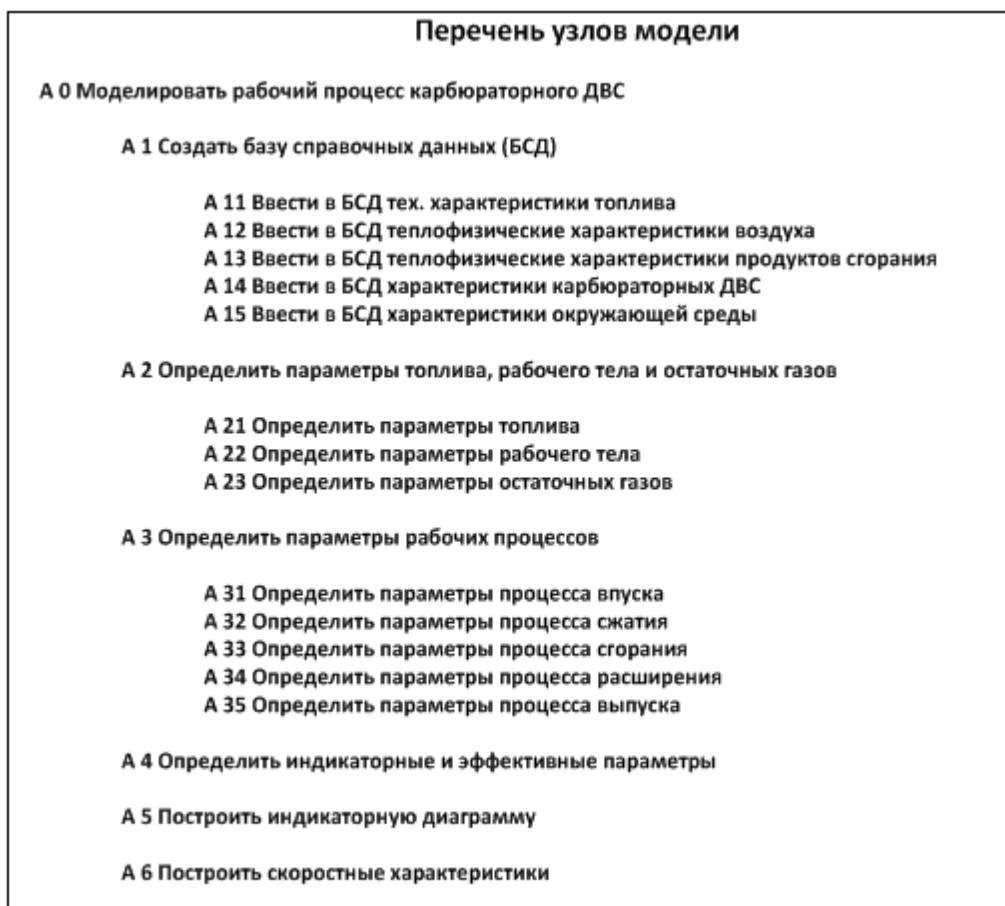 Перечень узлов модели
А 0 Моделировать рабочий процесс карбюраторного ДВС
А 1 Создать базу справочных данных (БСД)
А 11 Ввести в БСД тех. характеристики топлива
А 12 Ввести в БСД теплофизические характеристики воздуха
А 13 Ввести в БСД теплофизические характеристики продуктов сгорания
А 14 Ввести в БСД характеристики карбюраторных ДВС
А 15 Ввести в БСД характеристики окружающей среды
А 2 Определить параметры топлива, рабочего тела и остаточных газов
А 21 Определить параметры топлива
А 22 Определить параметры рабочего тела
А 23 Определить параметры остаточных газов
А 3 Определить параметры рабочих процессов
А 31 Определить параметры процесса впуска
А 32 Определить параметры процесса сжатия
А 33 Определить параметры процесса сгорания
А 34 Определить параметры процесса расширения
А 35 Определить параметры процесса выпуска
А 4 Определить индикаторные и эффективные параметры
А 5 Построить индикаторную диаграмму
А 6 Построить скоростные характеристики